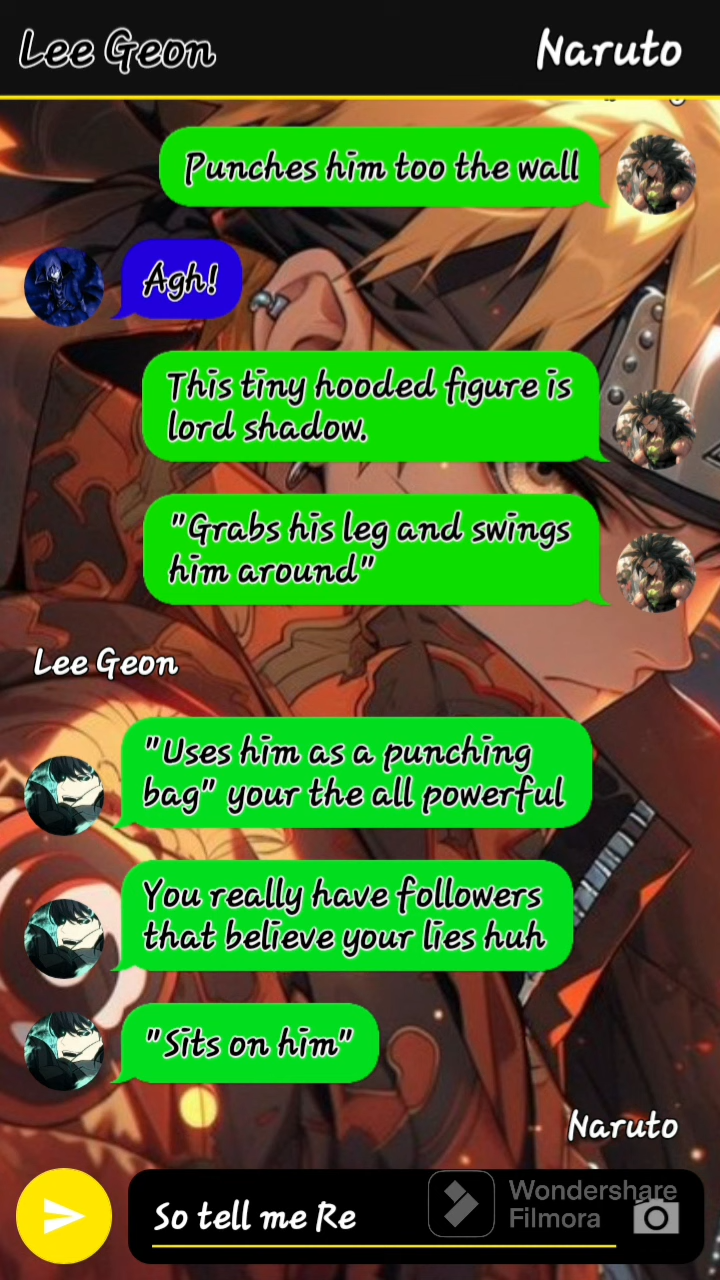 Lee Geon
Naruto
Punches him too the wall
Agh!
This tiny hooded figure is
lord shadow.
"Grabs his leg and swings
him around"
Lee Geon
"Uses him as a punching
bag" your the all powerful
You really have followers
that believe your lies huh
"Sits on him"
Naruto
So tell me Re
Wondershare
Filmora